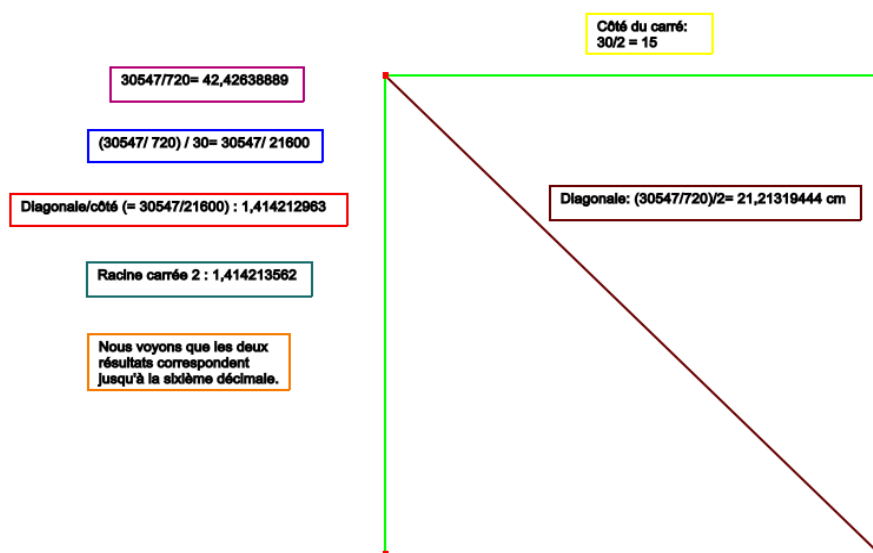 Côté du carré:
30/2 = 15
30547/720= 42,42638889
(30547/ 720) / 30= 30547/ 21600
Diagonale/côté (= 30547/21600) : 1,414212963
Diagonale: (30547/720)/2= 21,21319444 cm
Racine carrée 2 : 1,414213562
Nous voyons que les deux
résultats correspondent
jusqu'à la sixième décimale.